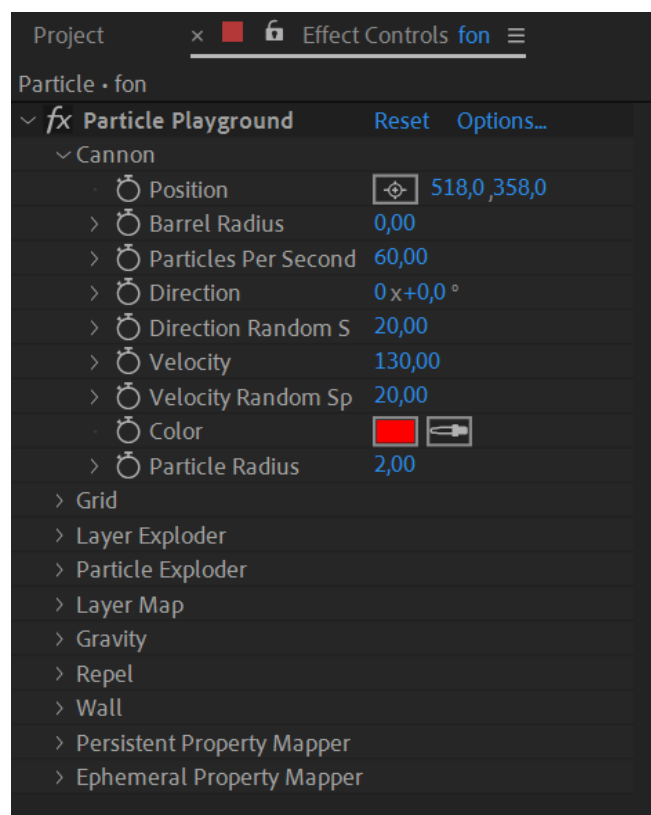 Project × Effect Controls fon ≡
Particle • fon
fx Particle Playground Reset Options...
Cannon
Position 518,0,358,0
Barrel Radius 0,00
Particles Per Second 60,00
Direction 0x+0,0°
Direction Random S 20,00
Velocity 130,00
Velocity Random Sp 20,00
Color
Particle Radius 2,00
Grid
Layer Exploder
Particle Exploder
Layer Map
Gravity
Repel
Wall
Persistent Property Mapper
Ephemeral Property Mapper